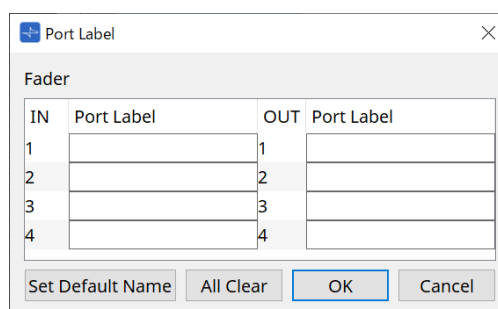 Port Label
Fader
IN Port Label OUT Port Label
1 1
2 2
3 3
4 4
Set Default Name All Clear OK Cancel